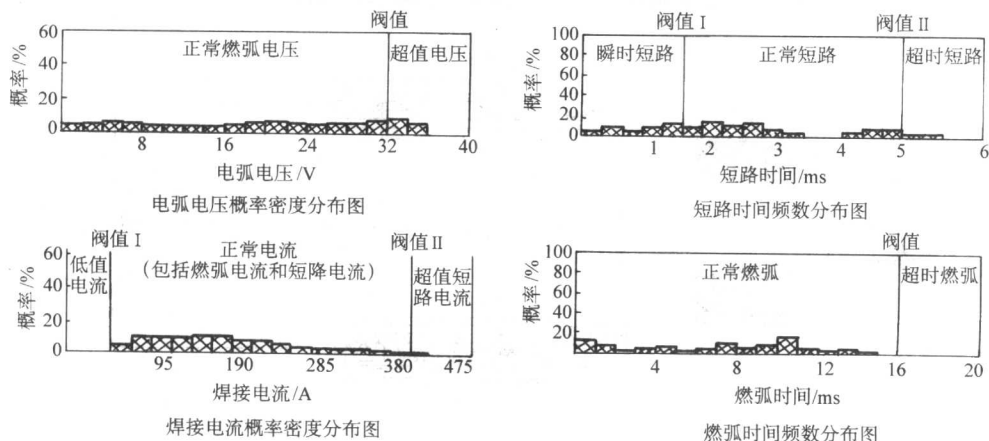 阀值
60
正常燃弧电压
超值电压
40
20
0
概率/%
8
16
24
32
40
电弧电压/V
电弧电压概率密度分布图
阀值 I
阀值 II
100
瞬时短路
正常短路
超时短路
80
60
40
20
0
概率/%
1
2
3
4
5
6
短路时间/ms
短路时间频数分布图
阀值 I
阀值 II
低值
电流
60
正常电流
(包括燃弧电流和短降电流)
超值短
路电流
40
20
0
概率/%
95
190
285
380
475
焊接电流/A
焊接电流概率密度分布图
阀值
100
正常燃弧
超时燃弧
80
60
40
20
概率/%
4
8
12
16
20
燃弧时间/ms
燃弧时间频数分布图